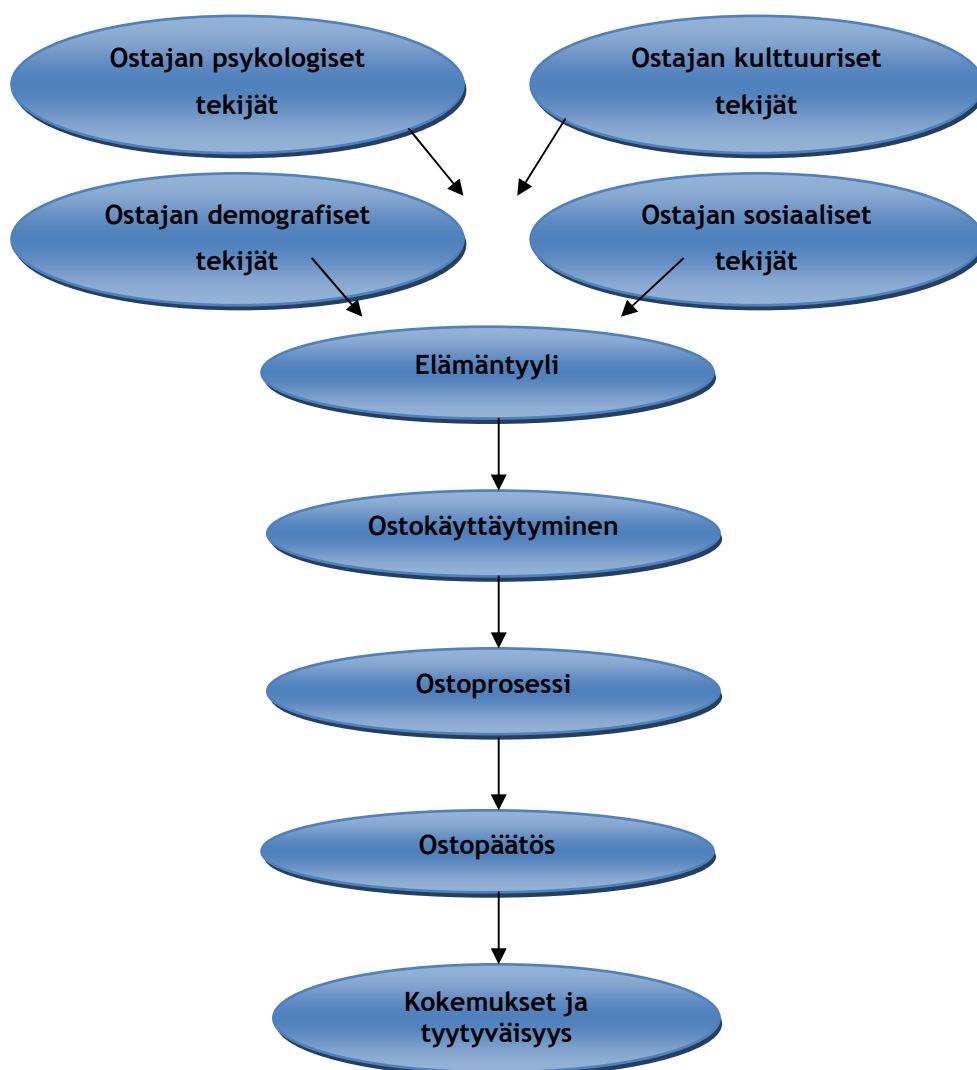 Ostajan psykologiset
tekijät
Ostajan kulttuuriset
tekijät
Ostajan demografiset
tekijät
Ostajan sosiaaliset
tekijät
Elämäntyyli
Ostokäyttäytyminen
Ostoprosessi
Ostopäätös
Kokemukset ja
tyytyväisyys